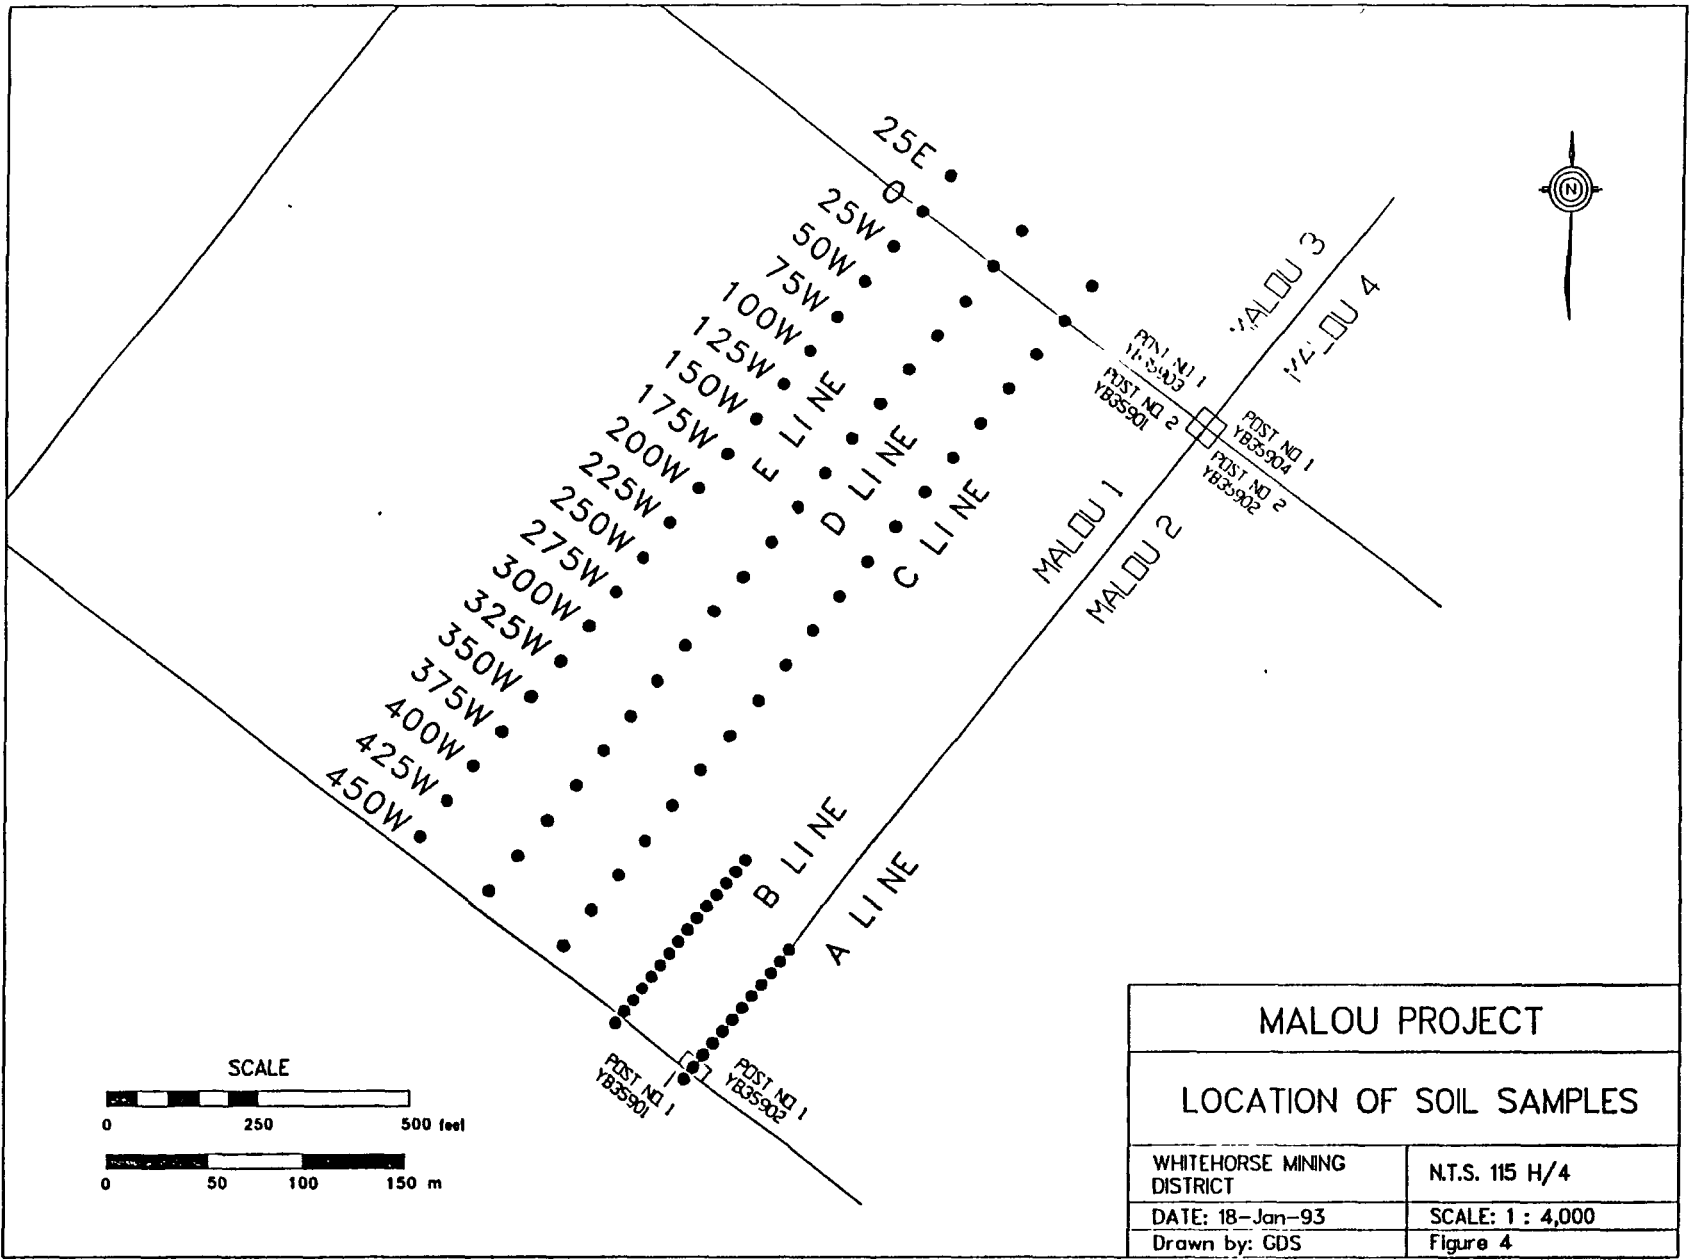 25E
0
25W
50W
75W
100W
125W
150W
175W
200W
225W
250W
275W
300W
325W
350W
375W
400W
425W
450W
E LINE
D LINE
C LINE
B LINE
A LINE
N
MALOU 1
MALOU 2
POST NO 1
POST NO 2
YB35901
POST NO 1
YB35904
POST NO 2
YB35902
POST NO 1
YB35901
POST NO 1
YB35902
SCALE
0 250 500 feet
0 50 100 150 m
MALOU PROJECT
LOCATION OF SOIL SAMPLES
WHITEHORSE MINING
DISTRICT
N.T.S. 115 H/4
DATE: 18-Jan-93
SCALE: 1 : 4,000
Drawn by: GDS
Figure 4